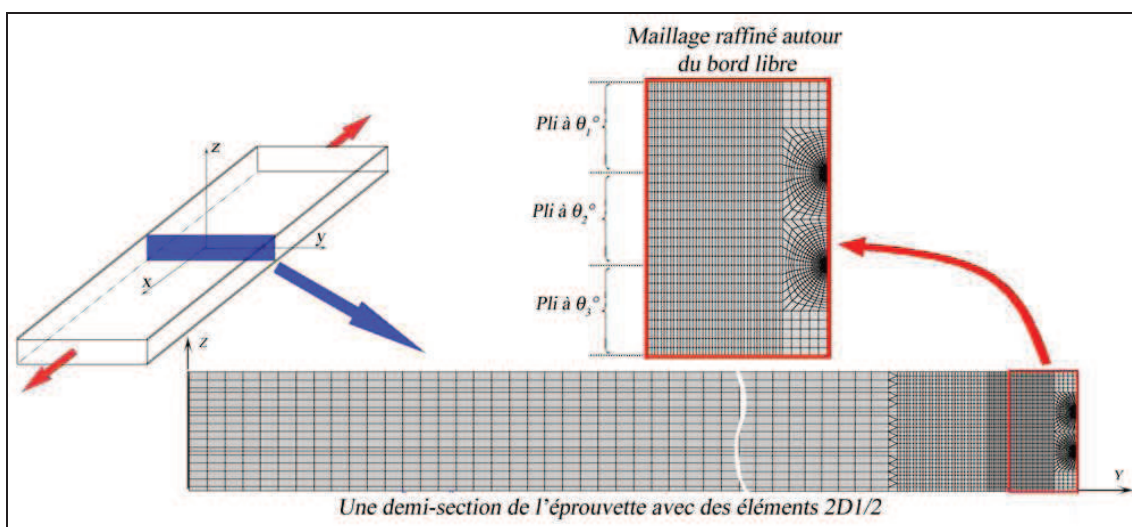 Maillage raffiné autour
du bord libre
Pli à θ₁°
Pli à θ₂°
Pli à θ₃°
z
y
x
Z
Y
Une demi-section de l'éprouvette avec des éléments 2D1/2